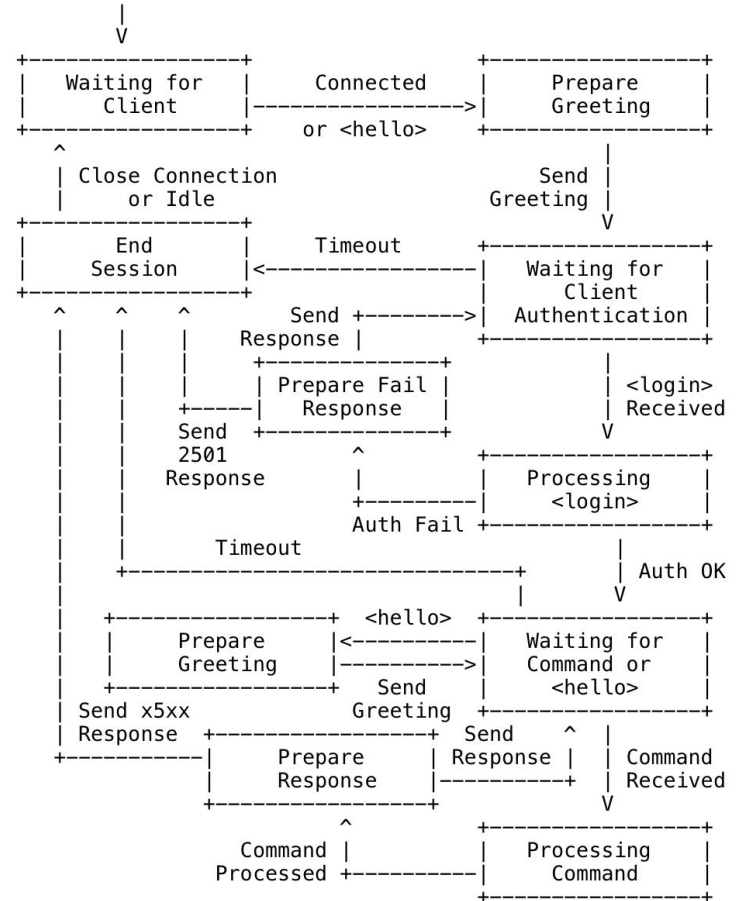 |
V
+-----------------+                  +-----------------+
|   Waiting for   |     Connected    |     Prepare     |
|      Client     |----------------->|     Greeting    |
+-----------------+    or <hello>    +-----------------+
   ^                                          |
   | Close Connection                    Send |
   |     or Idle                     Greeting |
+-----------------+                           V
|       End       |     Timeout      +-----------------+
|     Session     |<-----------------|   Waiting for   |
+-----------------+                  |      Client     |
   ^    ^    ^        Send +-------->|  Authentication |
   |    |    |    Response |         +-----------------+
   |    |    |     +--------------+            |
   |    |    |     | Prepare Fail |            | <login>
   |    |    +-----|   Response   |            | Received
   |    |    Send  +--------------+            V
   |    |    2501          ^         +-----------------+
   |    |   Response       |         |   Processing    |
   |    |                  +---------|     <login>     |
   |    |                  Auth Fail +-----------------+
   |    |       Timeout                         |
   |    +-------------------------------+       | Auth OK
   |                                    |       V
   |   +-----------------+  <hello>  +-----------------+
   |   |     Prepare     |<----------|   Waiting for   |
   |   |     Greeting    |---------->|   Command or    |
   |   +-----------------+   Send    |     <hello>     |
   | Send x5xx             Greeting  +-----------------+
   | Response  +-----------------+  Send    ^  |
   +-----------|     Prepare     | Response |  | Command
               |     Response    |----------+  | Received
               +-----------------+             V
                          ^          +-----------------+
                  Command |          |   Processing    |
                Processed +----------|     Command     |
                                     +-----------------+